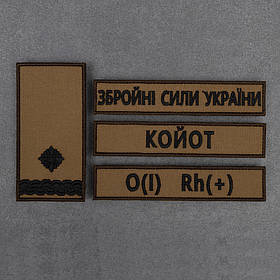 ЗБРОЙНІ СИЛИ УКРАЇНИ
КОЙОТ
O(I) Rh(+)